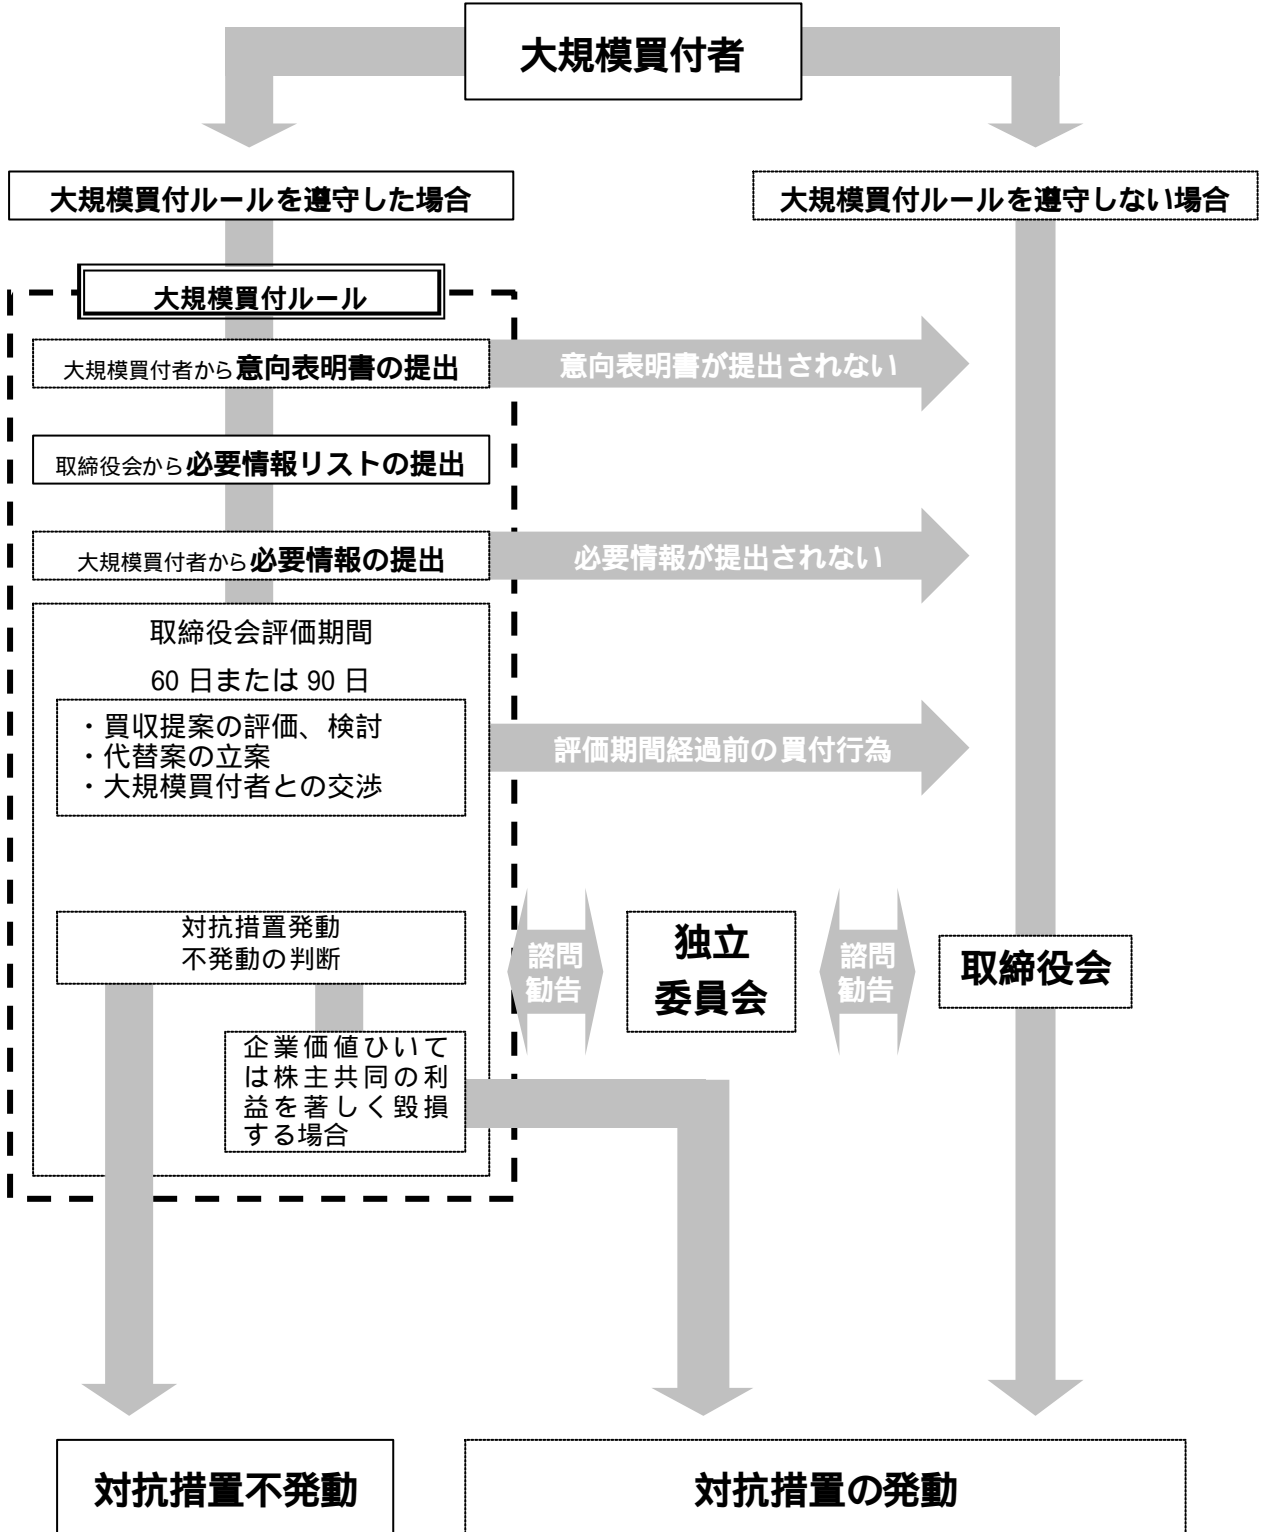 大規模買付者
大規模買付ルールを遵守した場合
大規模買付ルールを遵守しない場合
大規模買付ルール
大規模買付者から意向表明書の提出
意向表明書が提出されない
取締役会から必要情報リストの提出
大規模買付者から必要情報の提出
必要情報が提出されない
取締役会評価期間
60 日または 90 日
・買収提案の評価、検討
・代替案の立案
・大規模買付者との交渉
評価期間経過前の買付行為
対抗措置発動
不発動の判断
諮問
勧告
独立
委員会
諮問
勧告
取締役会
企業価値ひいて
は株主共同の利
益を著しく毀損
する場合
対抗措置不発動
対抗措置の発動